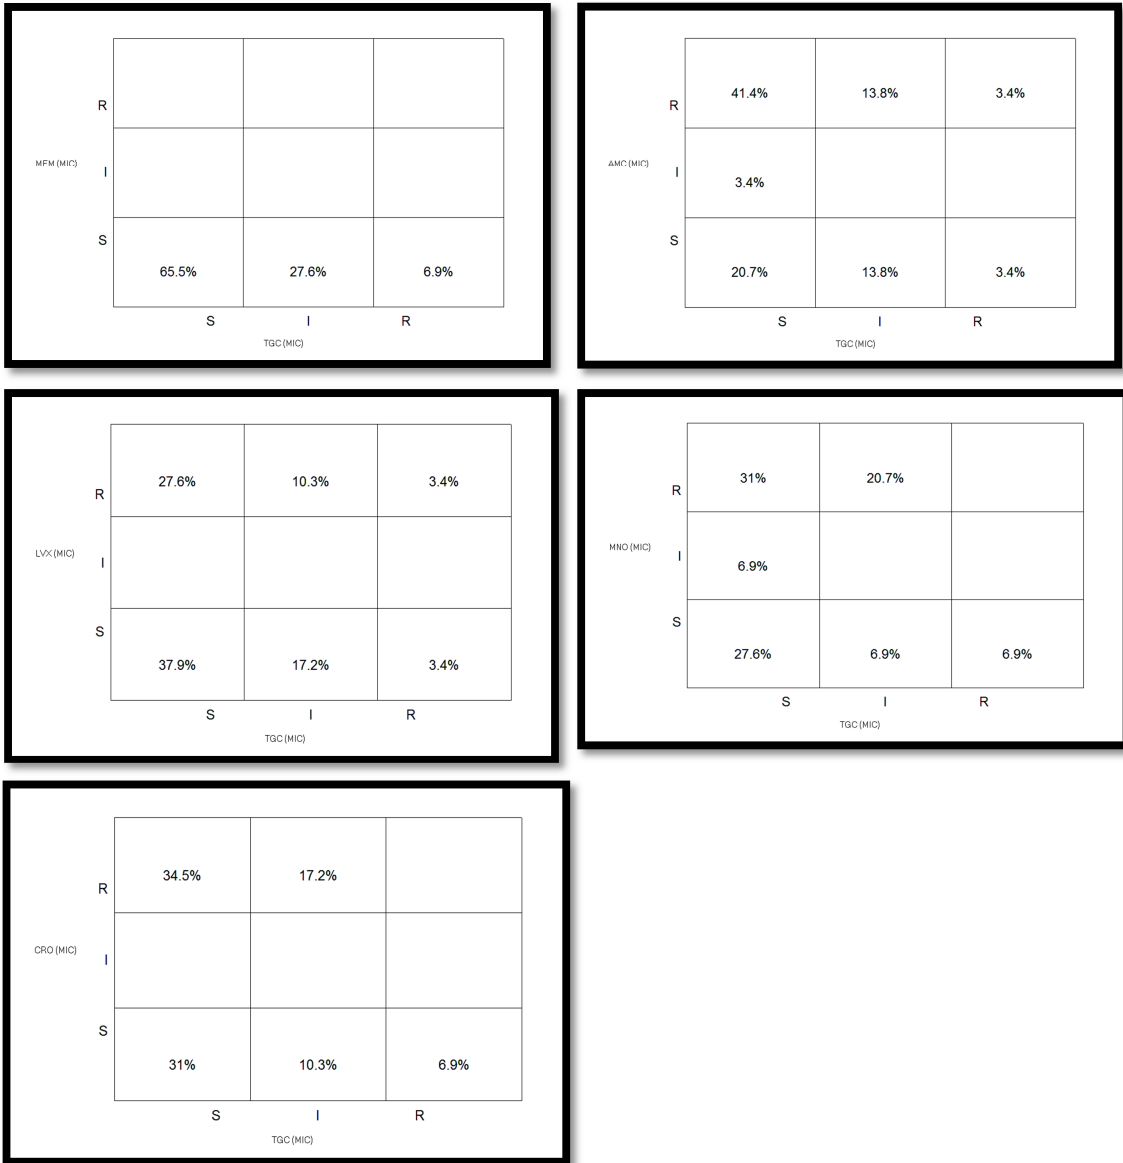 R
MEM (MIC)
I
S
65.5% 27.6% 6.9%
S I R
TGC (MIC)
41.4% 13.8% 3.4%
R
AMC (MIC)
I
3.4%
S
20.7% 13.8% 3.4%
S I R
TGC (MIC)
27.6% 10.3% 3.4%
R
LVX (MIC)
I
S
37.9% 17.2% 3.4%
S I R
TGC (MIC)
31% 20.7%
R
MNO (MIC)
I
6.9%
S
27.6% 6.9% 6.9%
S I R
TGC (MIC)
34.5% 17.2%
R
CRO (MIC)
I
S
31% 10.3% 6.9%
S I R
TGC (MIC)